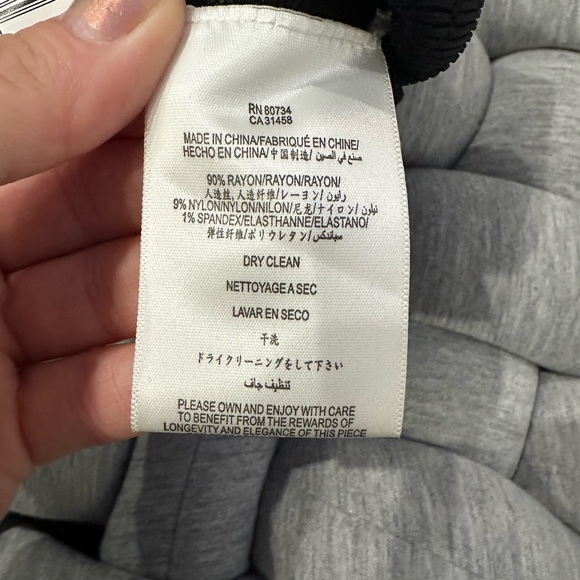 RN 80734
CA 31458
MADE IN CHINA/FABRIQUÉ EN CHINE/
HECHO EN CHINA/中国制造/صنع في الصين
90% RAYON/RAYON/RAYON/
人造丝,人造纤维/レーヨン/رايون
9% NYLON/NYLON/NILON/尼龙/ナイロン/نيلون
1% SPANDEX/ELASTHANNE/ELASTANO/
弹性纤维/ポリウレタン/سباندكس
DRY CLEAN
NETTOYAGE A SEC
LAVAR EN SECO
干洗
ドライクリーニングをして下さい
تنظيف جاف
PLEASE OWN AND ENJOY WITH CARE
TO BENEFIT FROM THE REWARDS OF
LONGEVITY AND ELEGANCE OF THIS PIECE